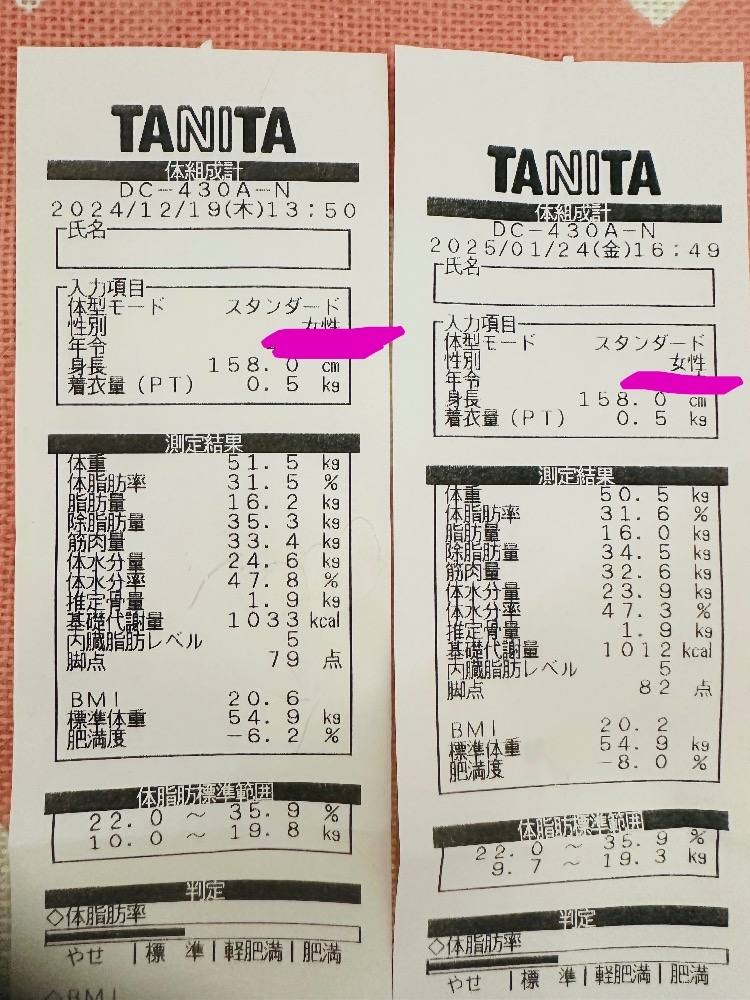 TANITA
体組成計
DC-430A-N
2024/12/19(木)13:50
氏名
入力項目
体型モード スタンダード
性別 女性
年令
身長 158.0 cm
着衣量(PT) 0.5 kg
測定結果
体重 51.5 kg
体脂肪率 31.5 %
脂肪量 16.2 kg
除脂肪量 35.3 kg
筋肉量 33.4 kg
体水分量 24.6 kg
体水分率 47.8 %
推定骨量 1.9 kg
基礎代謝量 1033 kcal
内臓脂肪レベル 5
脚点 79 点
BMI 20.6
標準体重 54.9 kg
肥満度 -6.2 %
体脂肪標準範囲
22.0 ~ 35.9 %
10.0 ~ 19.8 kg
判定
◇体脂肪率
やせ |標 準|軽肥満|肥満
◇BMI
TANITA
体組成計
DC-430A-N
2025/01/24(金)16:49
氏名
入力項目
体型モード スタンダード
性別 女性
年令
身長 158.0 cm
着衣量(PT) 0.5 kg
測定結果
体重 50.5 kg
体脂肪率 31.6 %
脂肪量 16.0 kg
除脂肪量 34.5 kg
筋肉量 32.6 kg
体水分量 23.9 kg
体水分率 47.3 %
推定骨量 1.9 kg
基礎代謝量 1012 kcal
内臓脂肪レベル 5
脚点 82 点
BMI 20.2
標準体重 54.9 kg
肥満度 -8.0 %
体脂肪標準範囲
22.0 ~ 35.9 %
9.7 ~ 19.3 kg
判定
◇体脂肪率
やせ |標 準|軽肥満|肥満